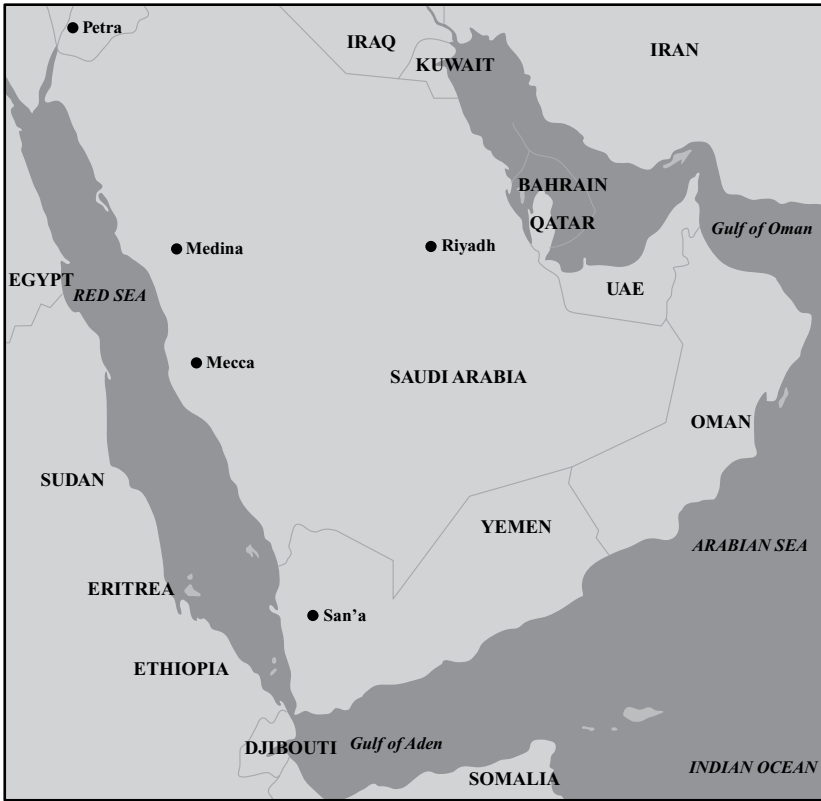 Petra
IRAQ
IRAN
KUWAIT
BAHRAIN
QATAR
Gulf of Oman
Medina
Riyadh
EGYPT
RED SEA
UAE
Mecca
SAUDI ARABIA
OMAN
SUDAN
YEMEN
ARABIAN SEA
ERITREA
San’a
ETHIOPIA
DJIBOUTI
Gulf of Aden
SOMALIA
INDIAN OCEAN